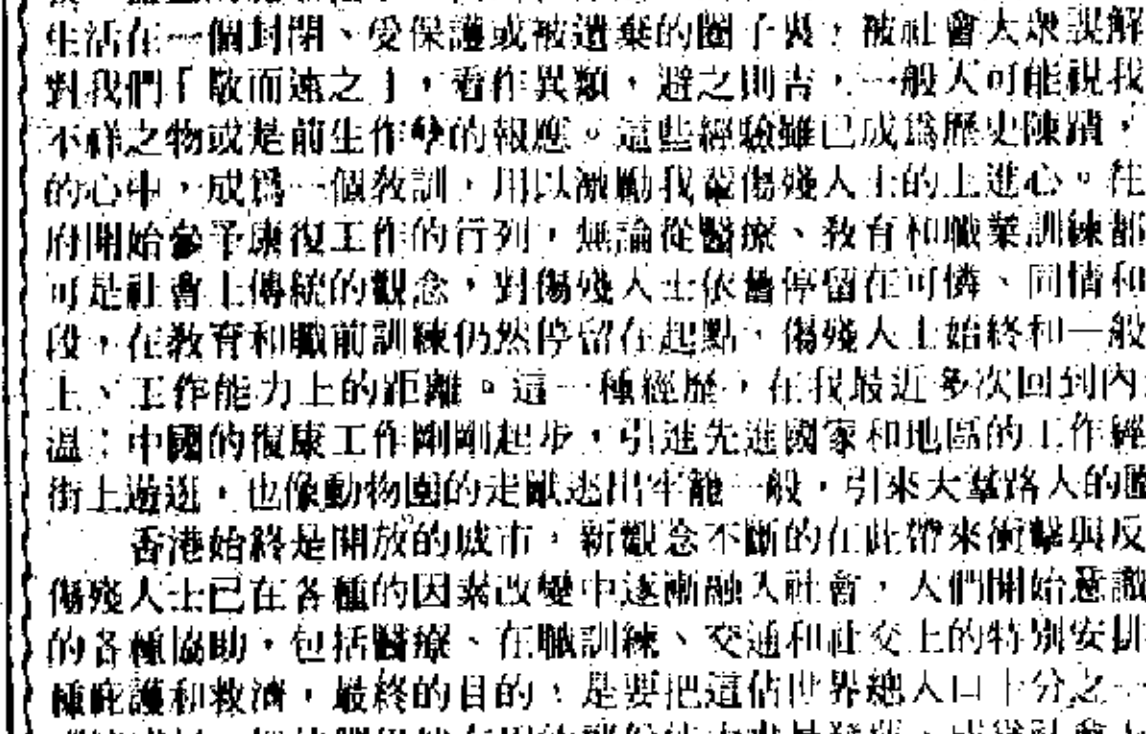 生活在一個封閉、受保護或被遺棄的圈子裏，被社會大衆誤解
對我們「敬而遠之」，看作異類，避之則吉，一般人可能視我
不祥之物或是前生作孽的報應。這些經驗雖已成爲歷史陳蹟，
的心中，成爲一個敎訓，用以激勵我輩傷殘人士的上進心。往
府開始參予康復工作的行列，無論從醫療、敎育和職業訓練都
可是社會上傳統的觀念，對傷殘人士依舊停留在可憐、同情和
段，在敎育和職前訓練仍然停留在起點，傷殘人士始終和一般
上、工作能力上的距離。這一種經歷，在我最近多次回到內
溫：中國的復康工作剛剛起步，引進先進國家和地區的工作經
街上遊逛，也像動物園的走獸逃出牢籠一般，引來大羣路人的
香港始終是開放的城市，新觀念不斷的在此帶來衝擊與反
傷殘人士已在各種的因素改變中逐漸融入社會，人們開始意識
的各種協助，包括醫療、在職訓練、交通和社交上的特別安排
種庇護和救濟，最終的目的，是要把這佔世界總人口十分之一